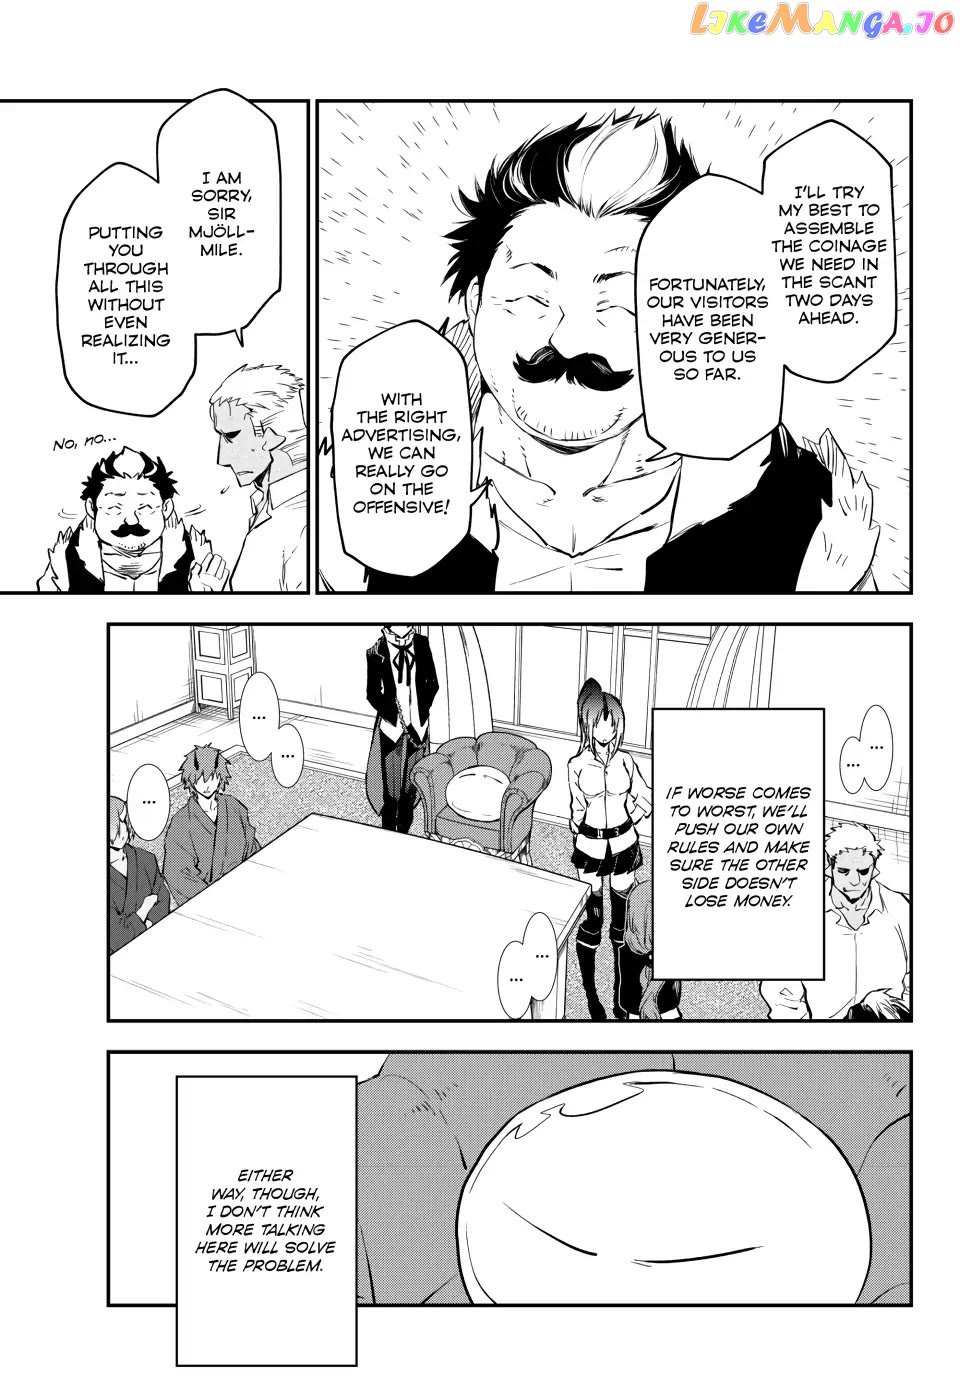 LIKEMANGA.IO
I'LL TRY
MY BEST TO
ASSEMBLE
THE COINAGE
WE NEED IN
THE SCANT
TWO DAYS
AHEAD.
FORTUNATELY,
OUR VISITORS
HAVE BEEN
VERY GENER-
OUS TO US
SO FAR.
WITH
THE RIGHT
ADVERTISING,
WE CAN
REALLY GO
ON THE
OFFENSIVE!
I AM
SORRY,
SIR
MJÖLL-
MILE.
PUTTING
YOU
THROUGH
ALL THIS
WITHOUT
EVEN
REALIZING
IT...
No, no...
...
...
IF WORSE COMES
TO WORST, WE'LL
PUSH OUR OWN
RULES AND MAKE
SURE THE OTHER
SIDE DOESN'T
LOSE MONEY.
...
...
...
...
...
EITHER
WAY, THOUGH,
I DON'T THINK
MORE TALKING
HERE WILL SOLVE
THE PROBLEM.